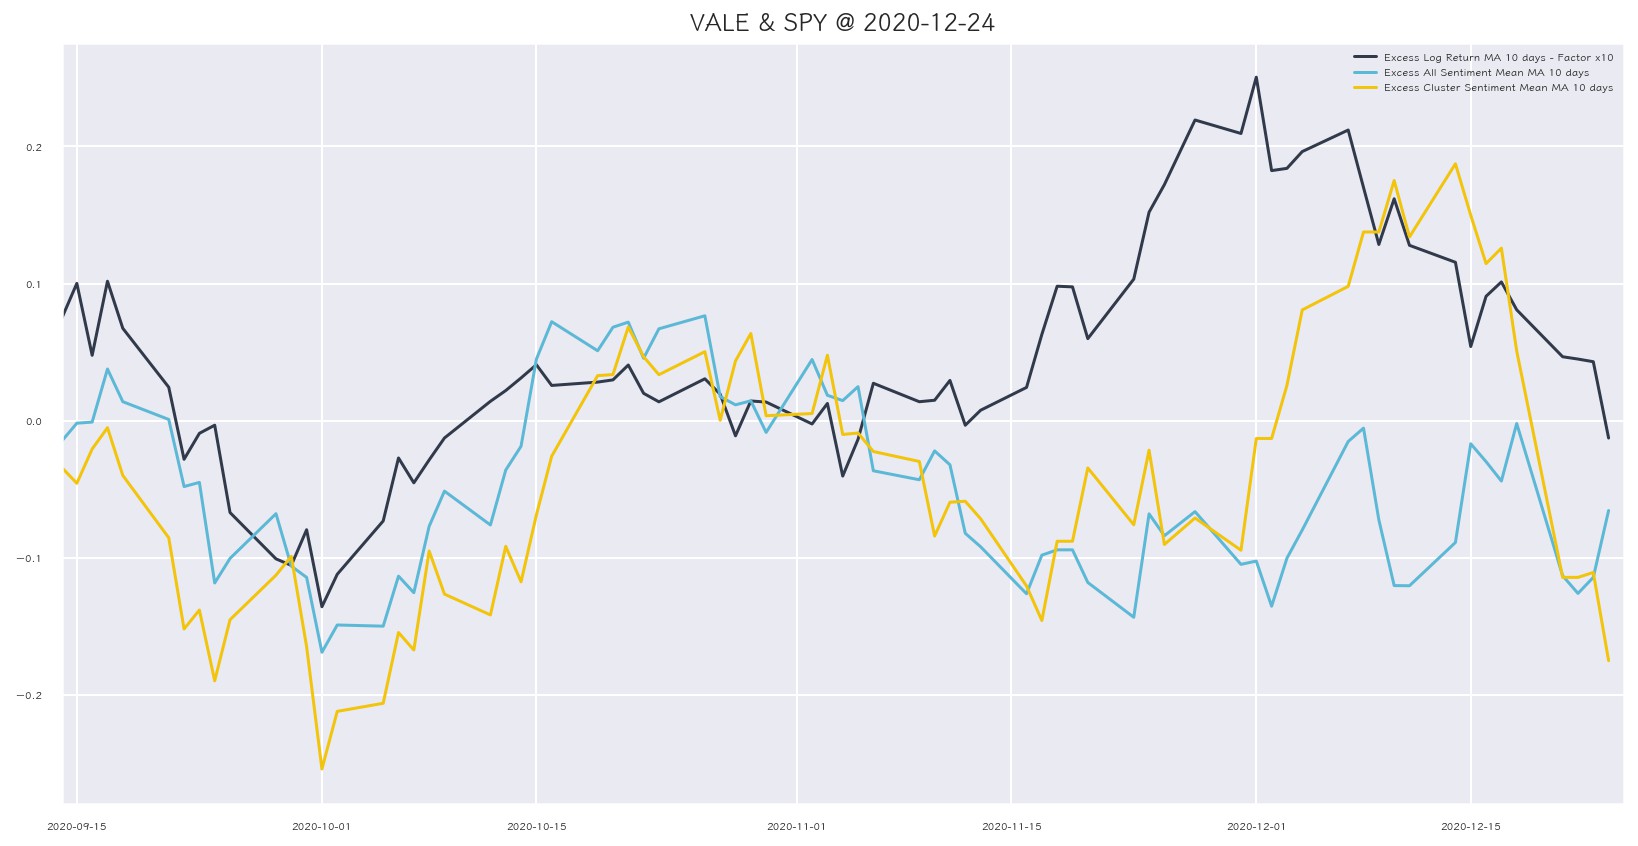 VALE & SPY @ 2020-12-24
Excess Log Return MA 10 days - Factor x10
Excess All Sentiment Mean MA 10 days
Excess Cluster Sentiment Mean MA 10 days
0.2
0.1
0.0
−0.1
−0.2
2020-09-15 2020-10-01 2020-10-15 2020-11-01 2020-11-15 2020-12-01 2020-12-15